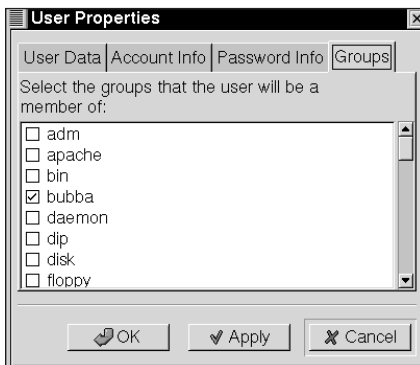 User Properties
User Data Account Info Password Info Groups
Select the groups that the user will be a
member of:
adm
apache
bin
bubba
daemon
dip
disk
floppy
OK Apply Cancel